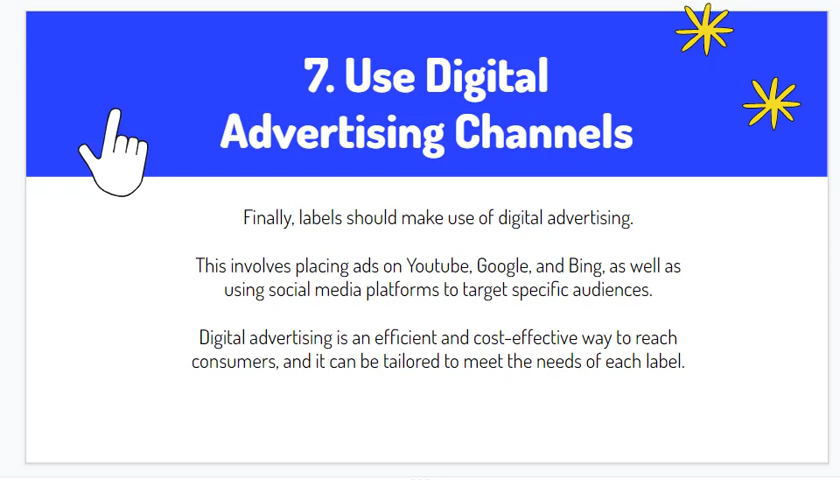 7. Use Digital
Advertising Channels
Finally, labels should make use of digital advertising.
This involves placing ads on Youtube, Google, and Bing, as well as
using social media platforms to target specific audiences.
Digital advertising is an efficient and cost-effective way to reach
consumers, and it can be tailored to meet the needs of each label.